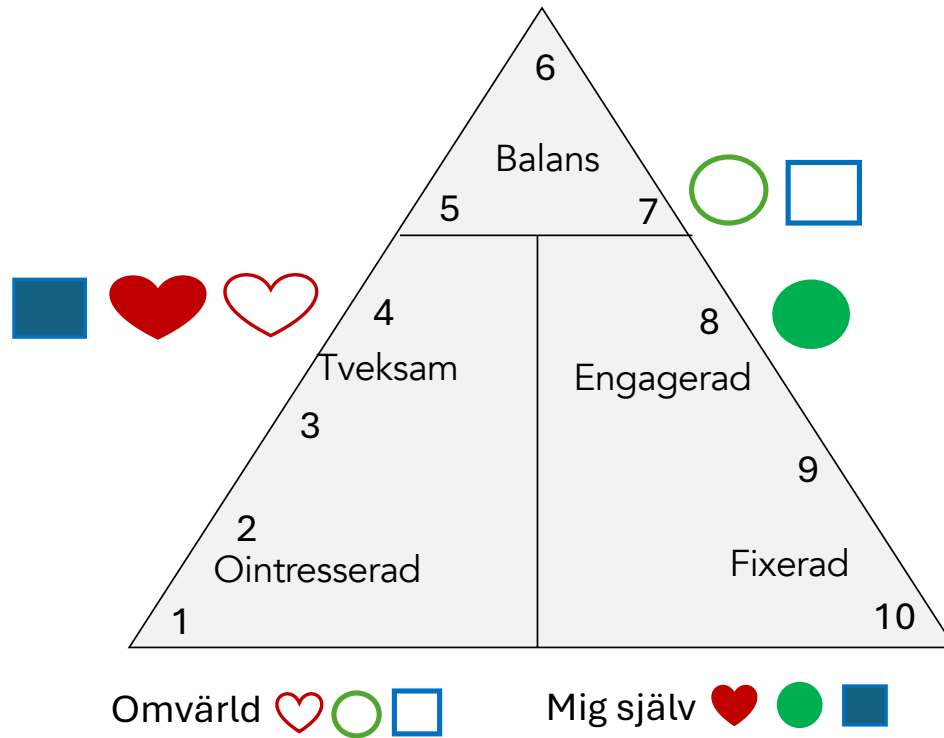 6
Balans
5
7
4
8
Tveksam
Engagerad
3
9
2
Ointresserad
Fixerad
1
10
Omvärld
Mig själv